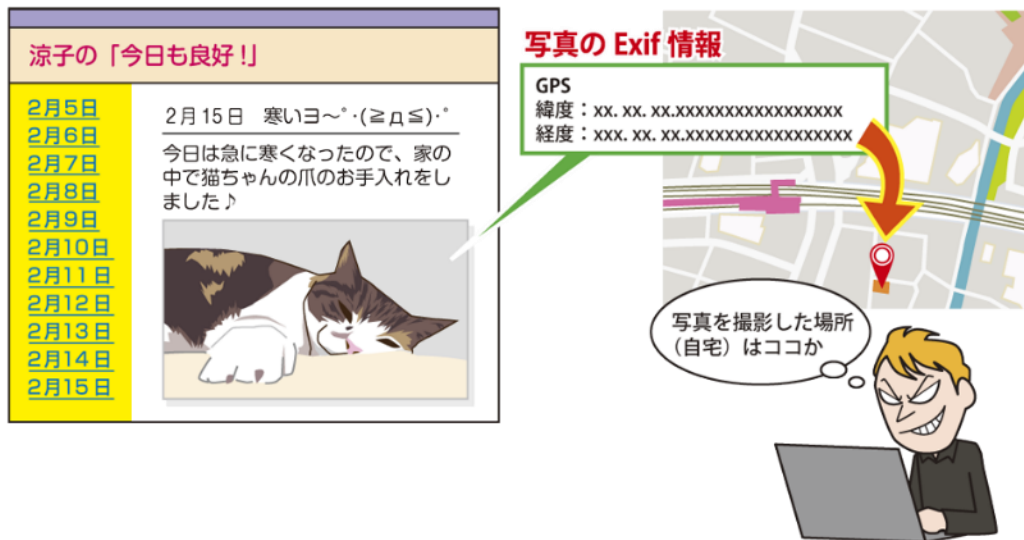 涼子の「今日も良好!」
2月5日
2月6日
2月7日
2月8日
2月9日
2月10日
2月11日
2月12日
2月13日
2月14日
2月15日
2月15日　寒いヨ～゜・(≧д≦)・゜
今日は急に寒くなったので、家の
中で猫ちゃんの爪のお手入れをし
ました♪
写真の Exif 情報
GPS
緯度：xx. xx. xx.xxxxxxxxxxxxxxxxx
経度：xxx. xx. xx.xxxxxxxxxxxxxxxxx
写真を撮影した場所
（自宅）はココか